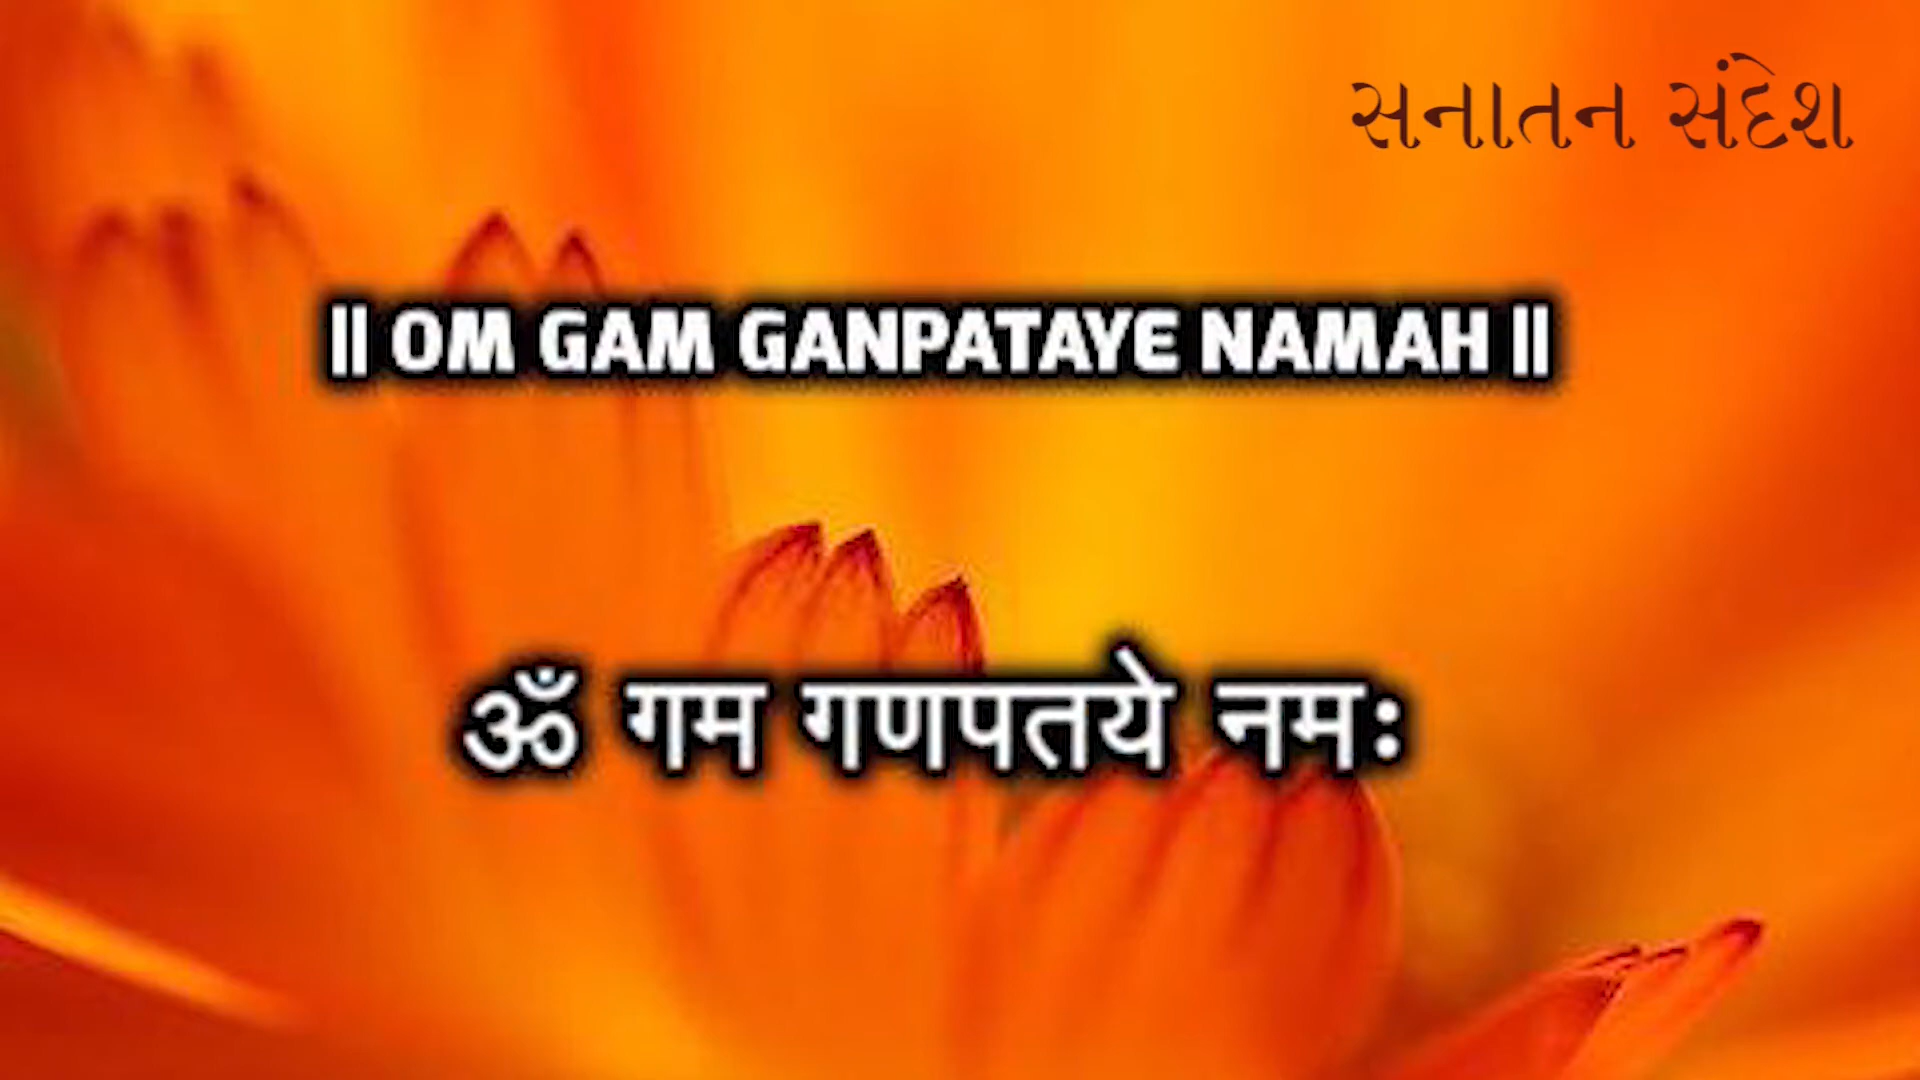 સનાતન સંદેશ
|| OM GAM GANPATAYE NAMAH ||
ॐ गम गणपतये नमः